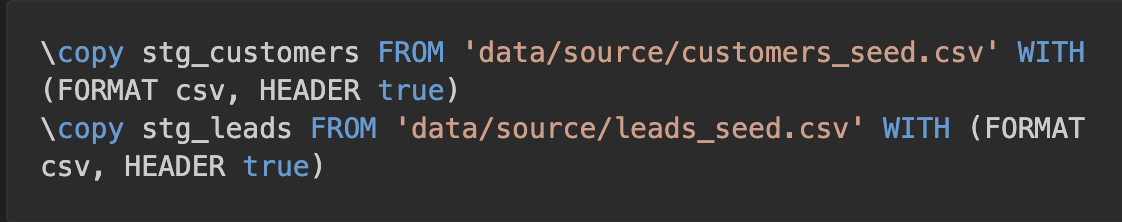 \copy stg_customers FROM 'data/source/customers_seed.csv' WITH
(FORMAT csv, HEADER true)
\copy stg_leads FROM 'data/source/leads_seed.csv' WITH (FORMAT
csv, HEADER true)